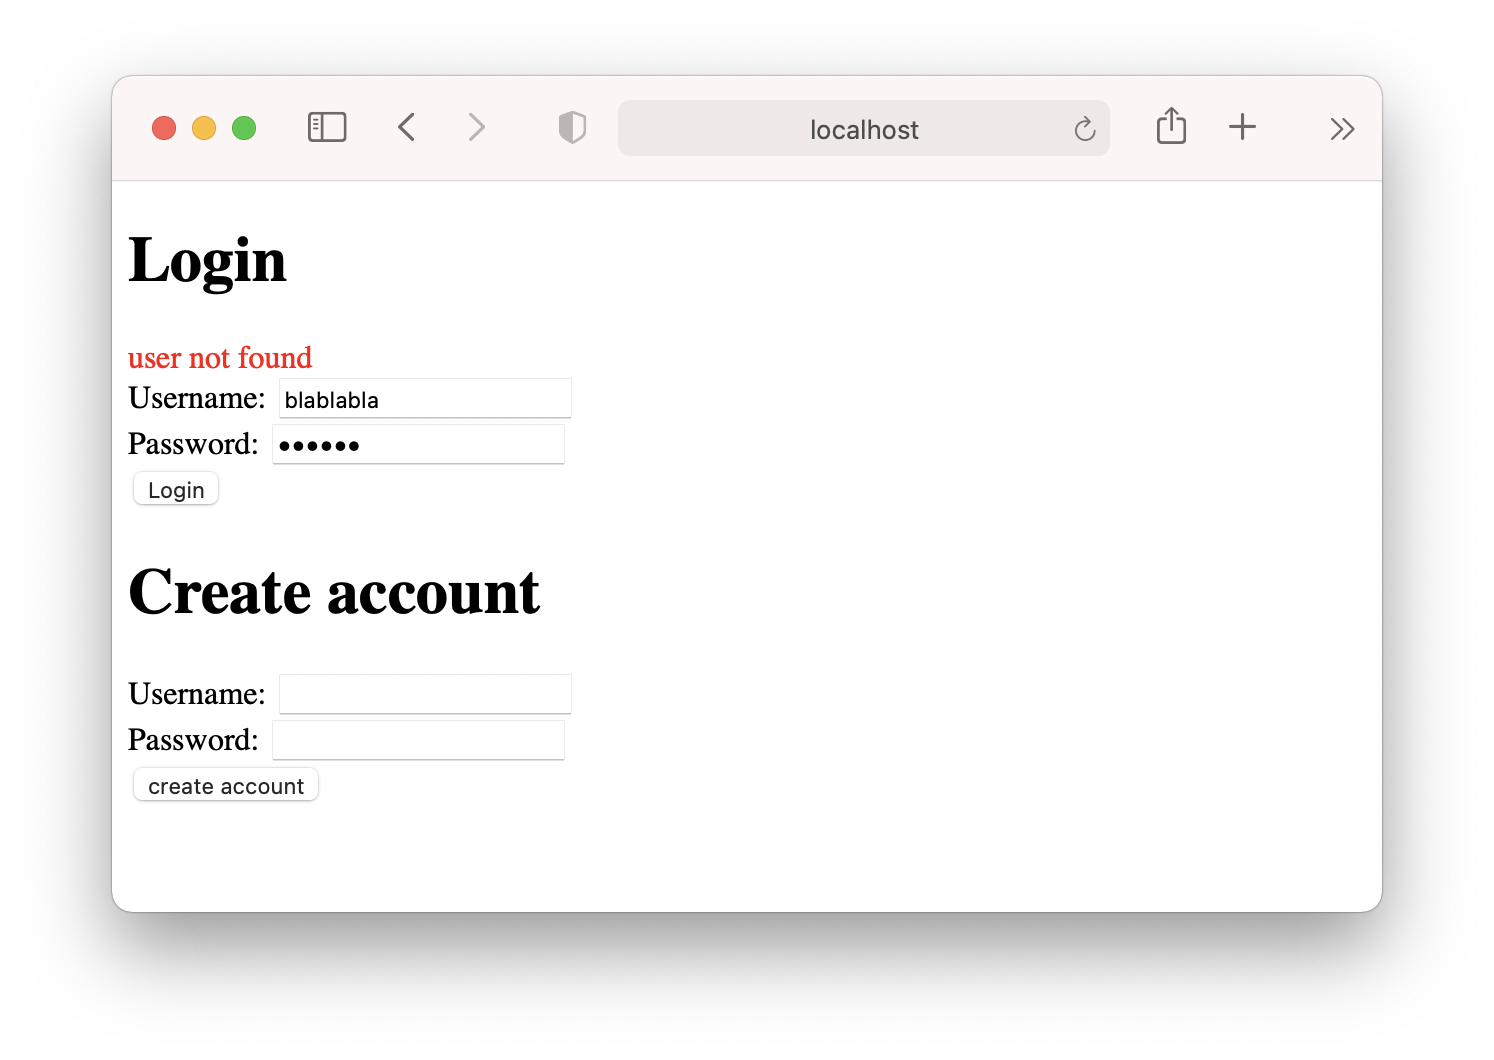 localhost
Login
user not found
Username: blablabla
Password: ••••••
Login
Create account
Username:
Password:
create account